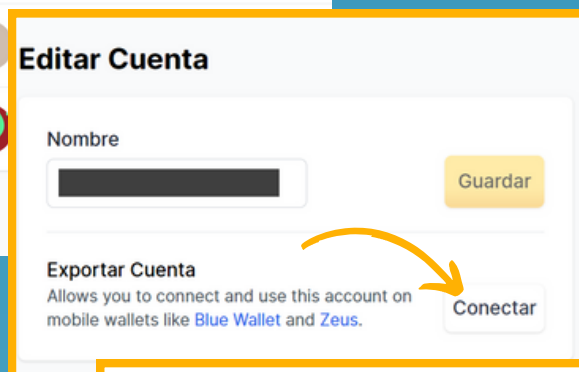 Editar Cuenta
Nombre
Guardar
Exportar Cuenta
Allows you to connect and use this account on
mobile wallets like Blue Wallet and Zeus.
Conectar